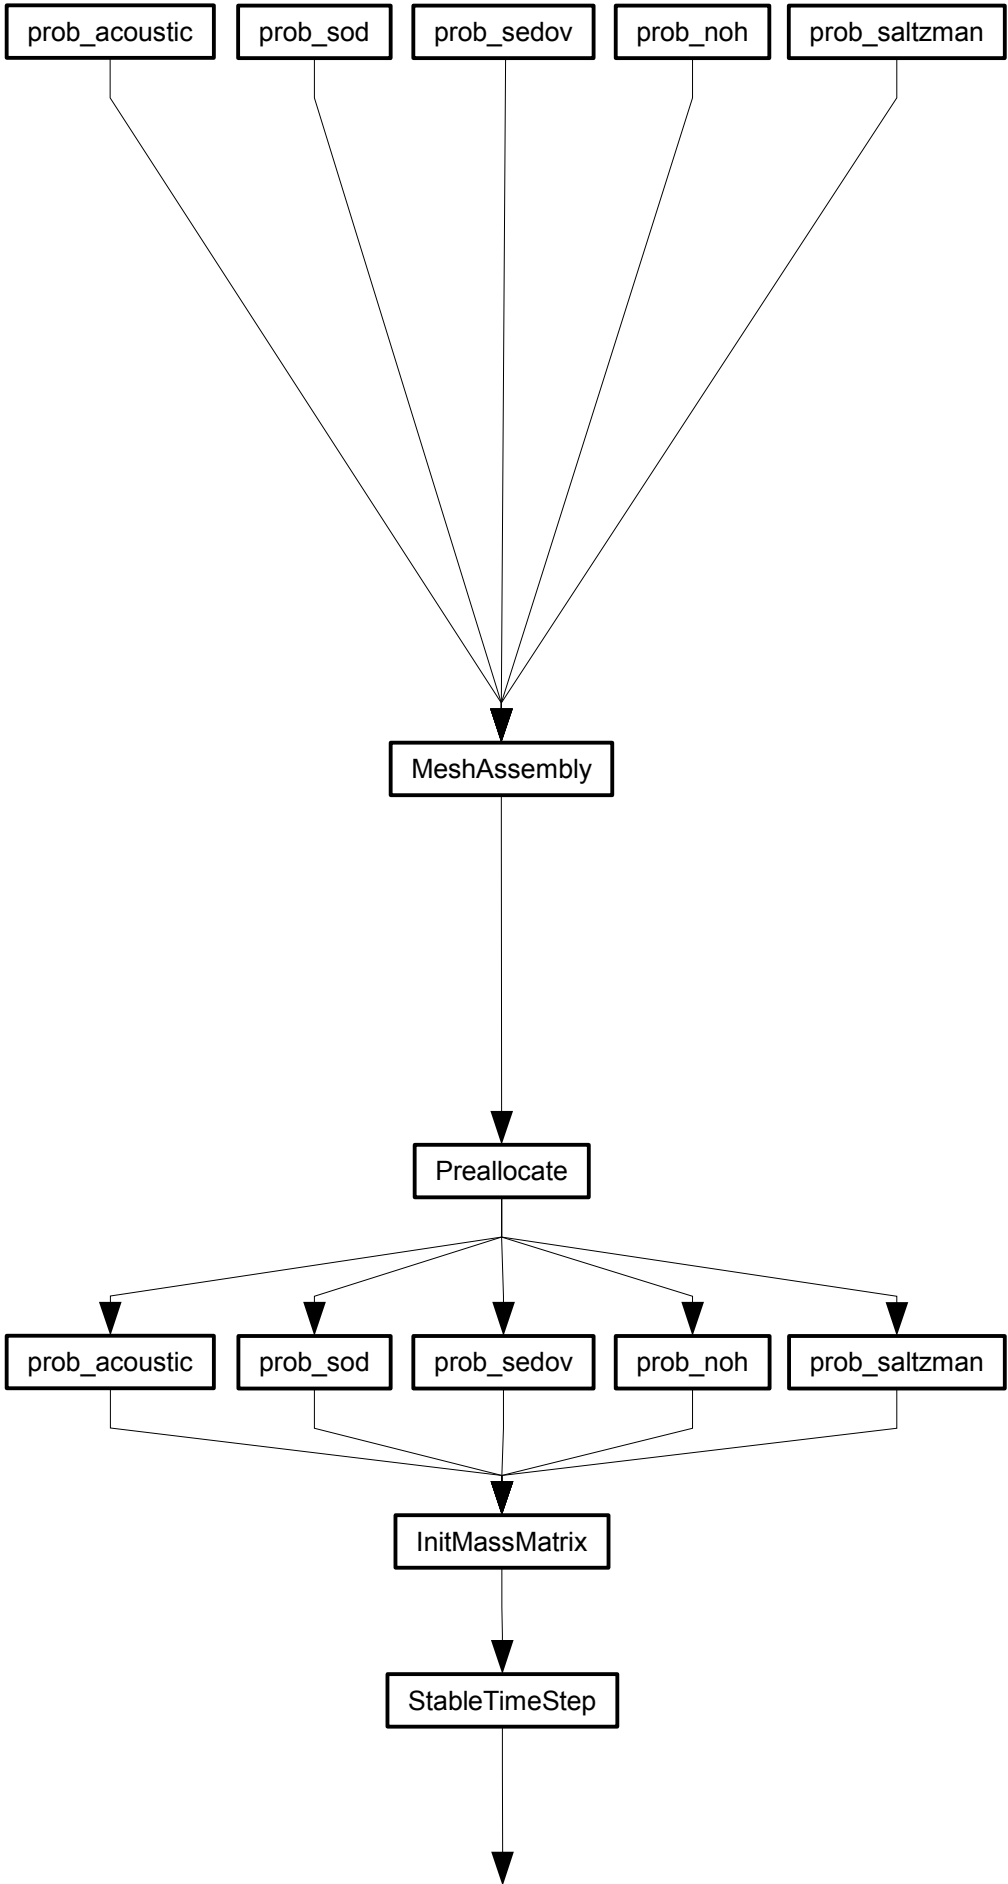 prob_acoustic prob_sod prob_sedov prob_noh prob_saltzman
MeshAssembly
Preallocate
prob_acoustic prob_sod prob_sedov prob_noh prob_saltzman
InitMassMatrix
StableTimeStep